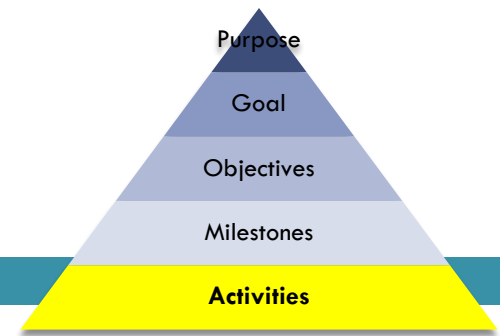 Purpose
Goal
Objectives
Milestones
Activities